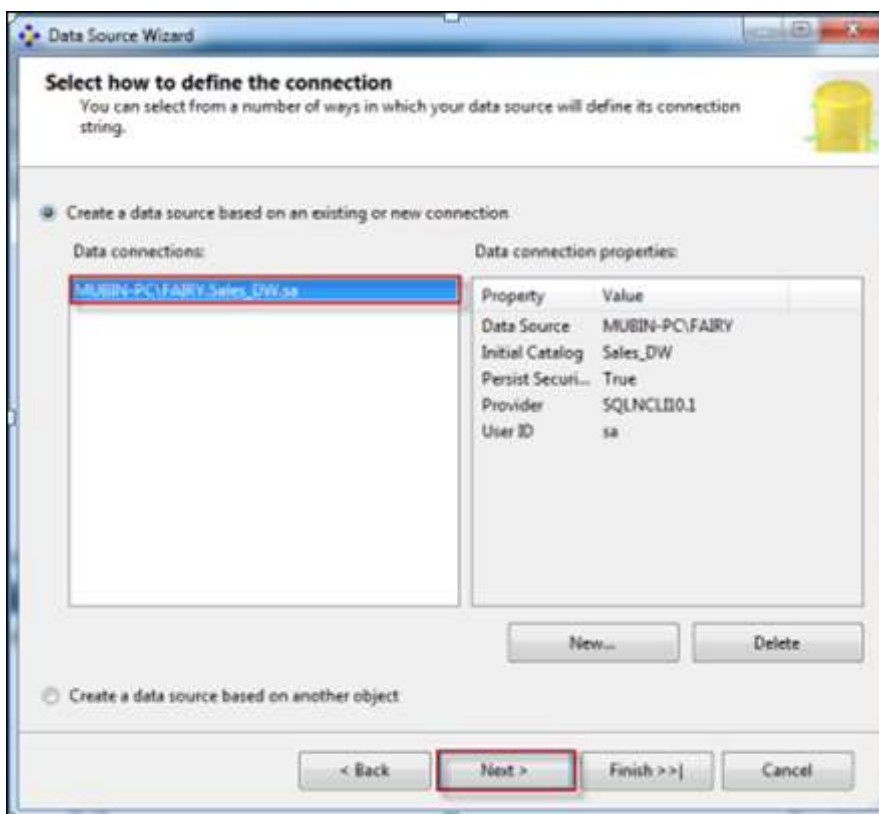 Data Source Wizard
Select how to define the connection
You can select from a number of ways in which your data source will define its connection
string.
Create a data source based on an existing or new connection
Data connections:
Data connection properties:
MUBIN-PC\FAIRY.Sales_DW.sa
Property Value
Data Source MUBIN-PC\FAIRY
Initial Catalog Sales_DW
Persist Securi... True
Provider SQLNCLI10.1
User ID sa
New...
Delete
Create a data source based on another object
< Back
Next >
Finish >>|
Cancel